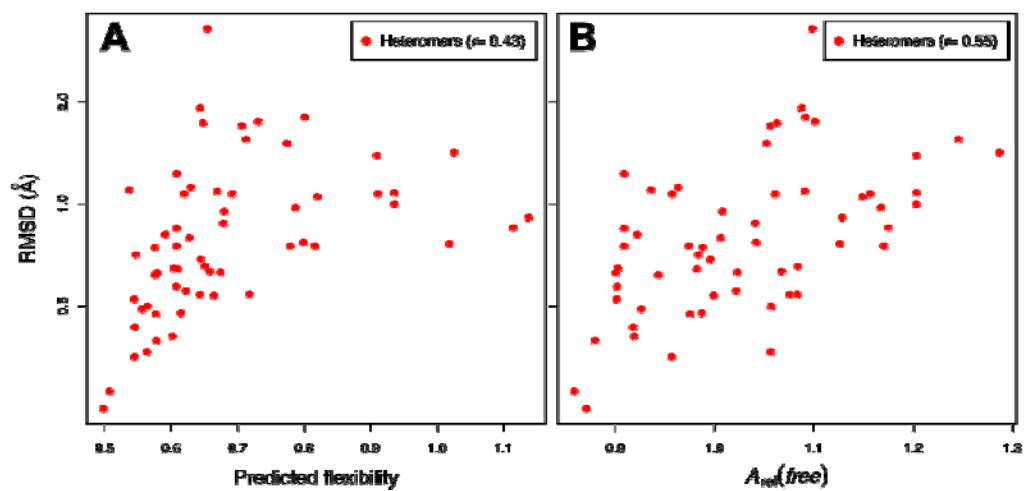 A
Heteromers (r= 0.43)
B
Heteromers (r= 0.55)
RMSD (Å)
2.0
1.0
0.5
0.5 0.6 0.7 0.8 0.9 1.0 1.1
0.9 1.0 1.1 1.2 1.3
Predicted flexibility
Arel(free)